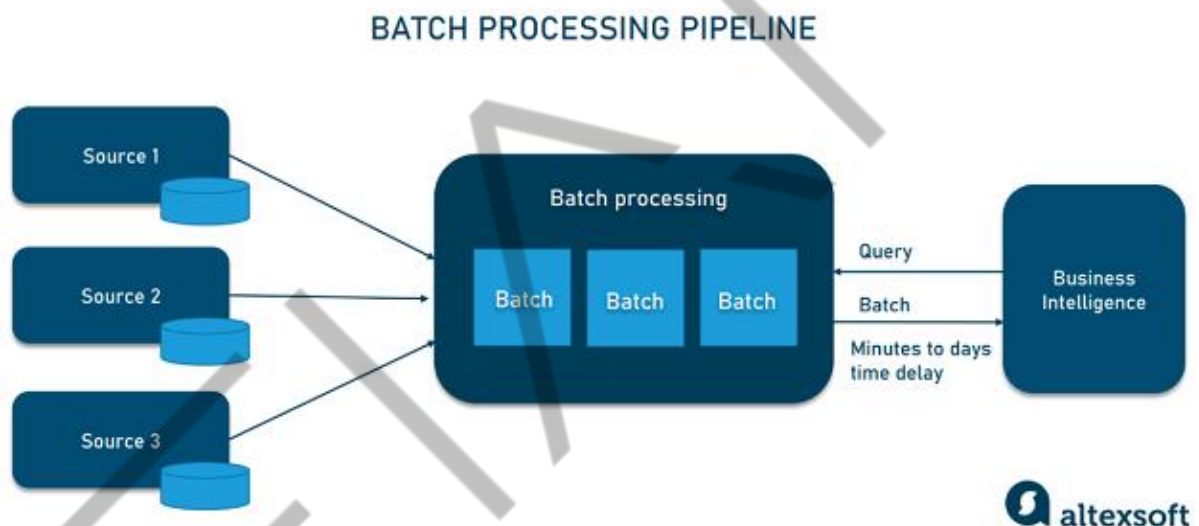 BATCH PROCESSING PIPELINE
Source 1
Source 2
Source 3
Batch processing
Batch
Batch
Batch
Query
Batch
Minutes to days
time delay
Business
Intelligence
altexsoft